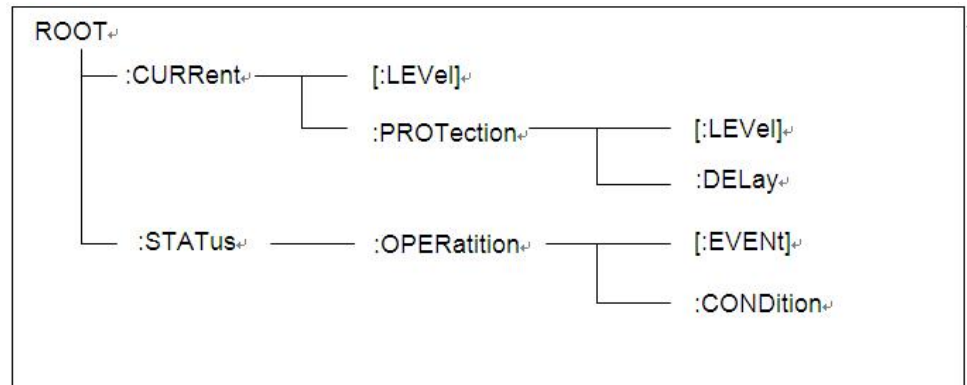 ROOT
:CURRent [:LEVel]
:PROTection [:LEVel]
:DELay
:STATus :OPERatition [:EVENt]
:CONDition